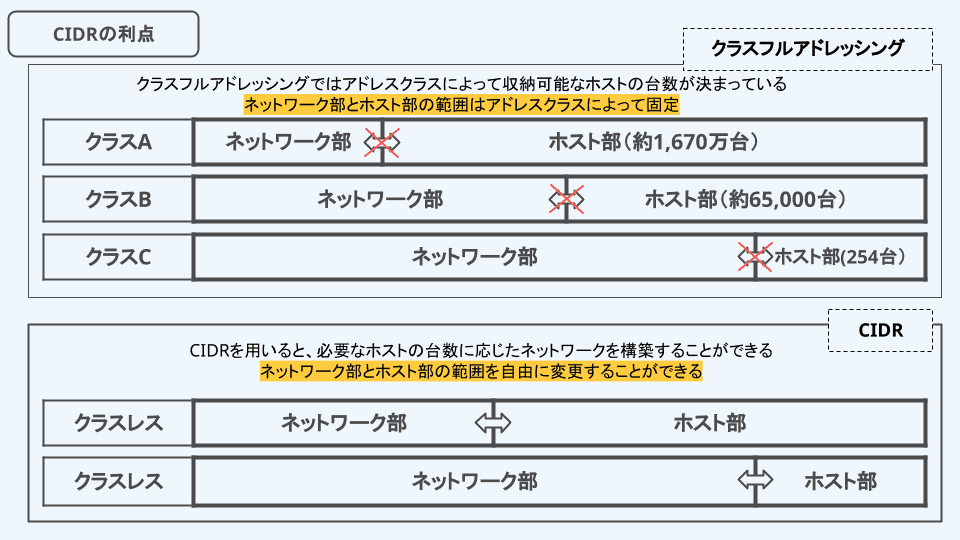 CIDRの利点
クラスフルアドレッシング
クラスフルアドレッシングではアドレスクラスによって収納可能なホストの台数が決まっている
ネットワーク部とホスト部の範囲はアドレスクラスによって固定
クラスA
ネットワーク部
ホスト部（約1,670万台）
クラスB
ネットワーク部
ホスト部（約65,000台）
クラスC
ネットワーク部
ホスト部(254台）
CIDR
CIDRを用いると、必要なホストの台数に応じたネットワークを構築することができる
ネットワーク部とホスト部の範囲を自由に変更することができる
クラスレス
ネットワーク部
ホスト部
クラスレス
ネットワーク部
ホスト部